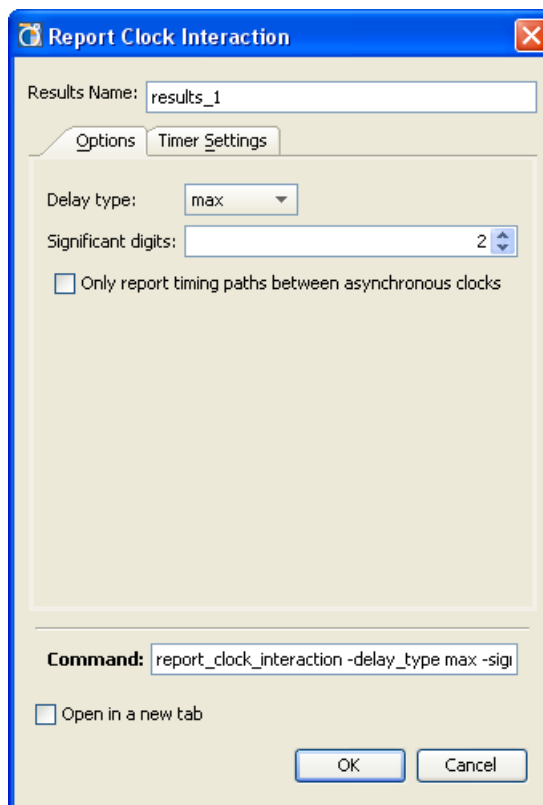 Report Clock Interaction
Results Name: results_1
Options Timer Settings
Delay type: max
Significant digits: 2
Only report timing paths between asynchronous clocks
Command: report_clock_interaction -delay_type max
Open in a new tab
OK Cancel